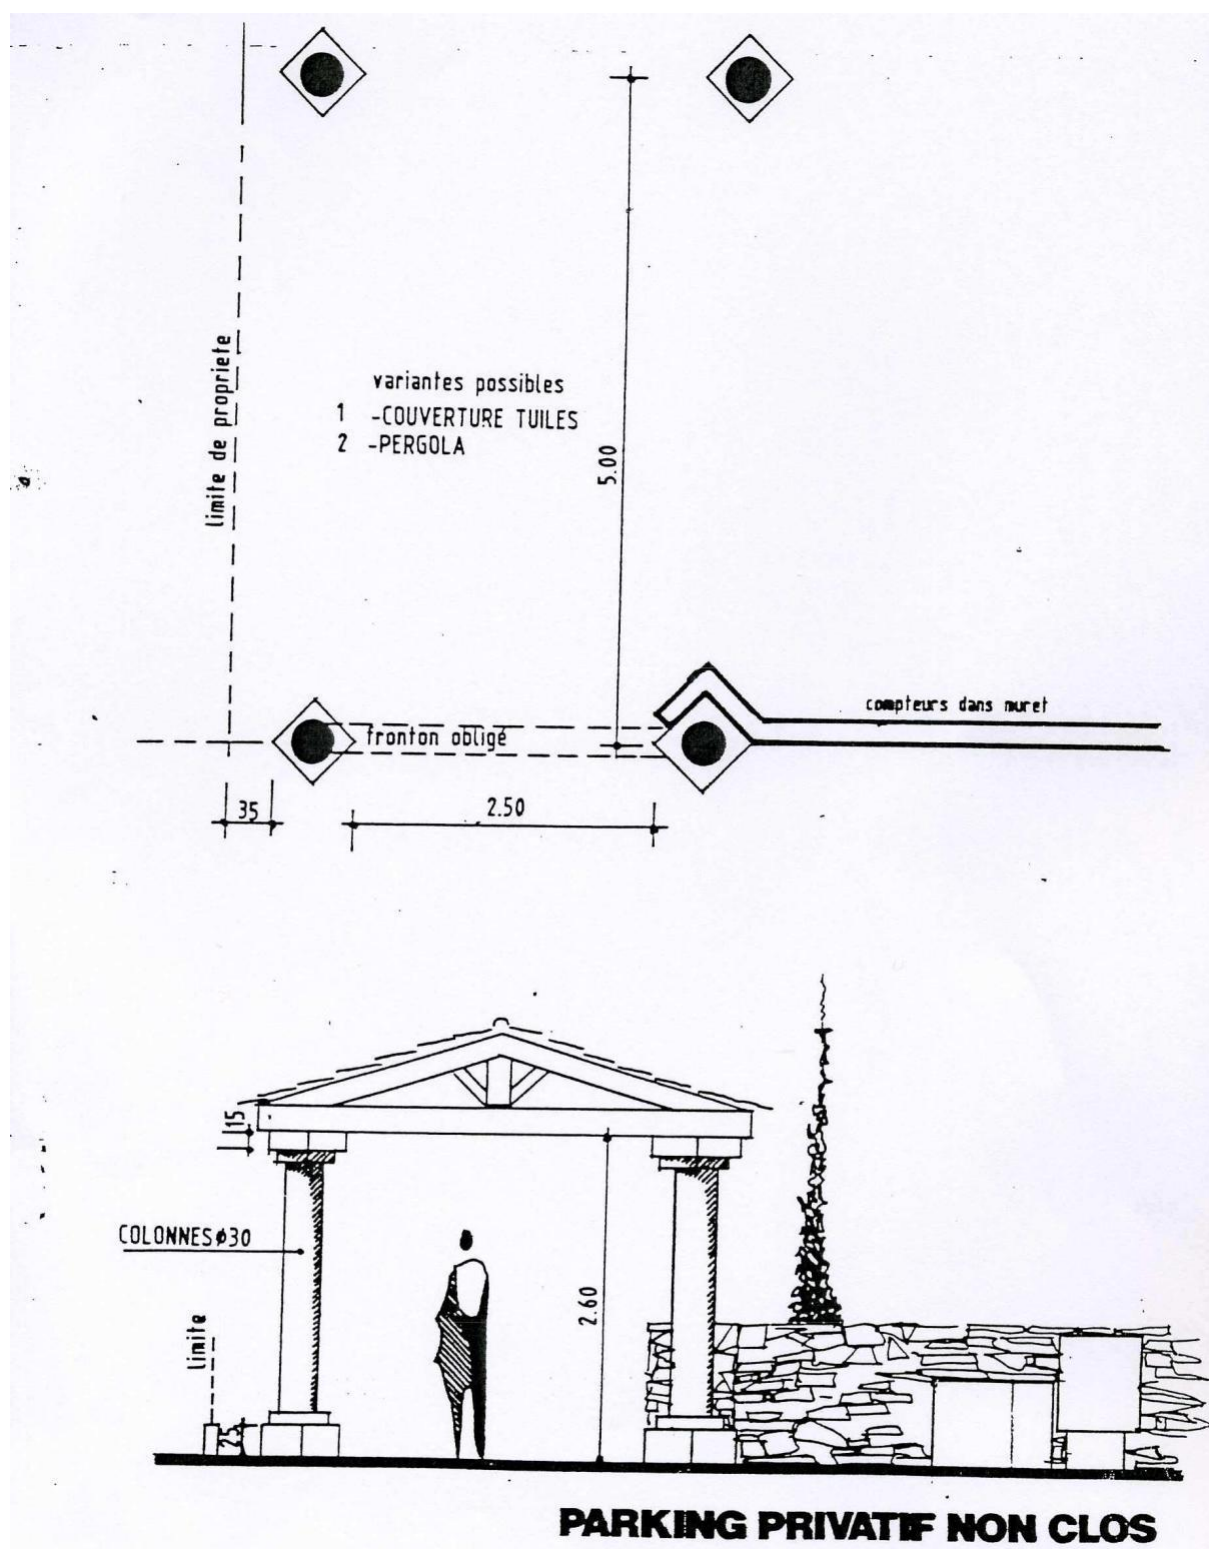 limite de propriete
variantes possibles
1 -COUVERTURE TUILES
2 -PERGOLA
5.00
compteurs dans muret
fronton obligé
35
2.50
15
COLONNES ø30
2.60
limite
25
PARKING PRIVATIF NON CLOS